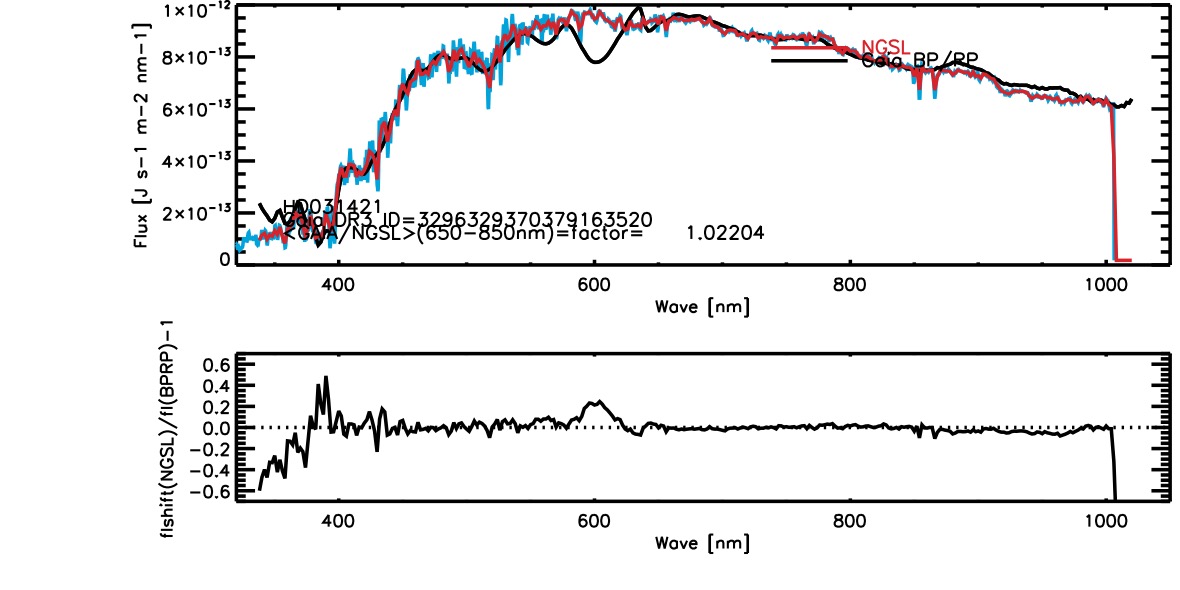 1×10−12
8×10−13
6×10−13
4×10−13
2×10−13
0
Flux [J s−1 m−2 nm−1]
NGSL
Gaia BP/RP
HD031421
Gaia DR3 ID=3296329370379163520
<GAIA/NGSL>(650−850nm)=factor= 1.02204
400 600 800 1000
Wave [nm]
0.6
0.4
0.2
0.0
−0.2
−0.4
−0.6
flshift(NGSL)/fl(BPRP)−1
400 600 800 1000
Wave [nm]